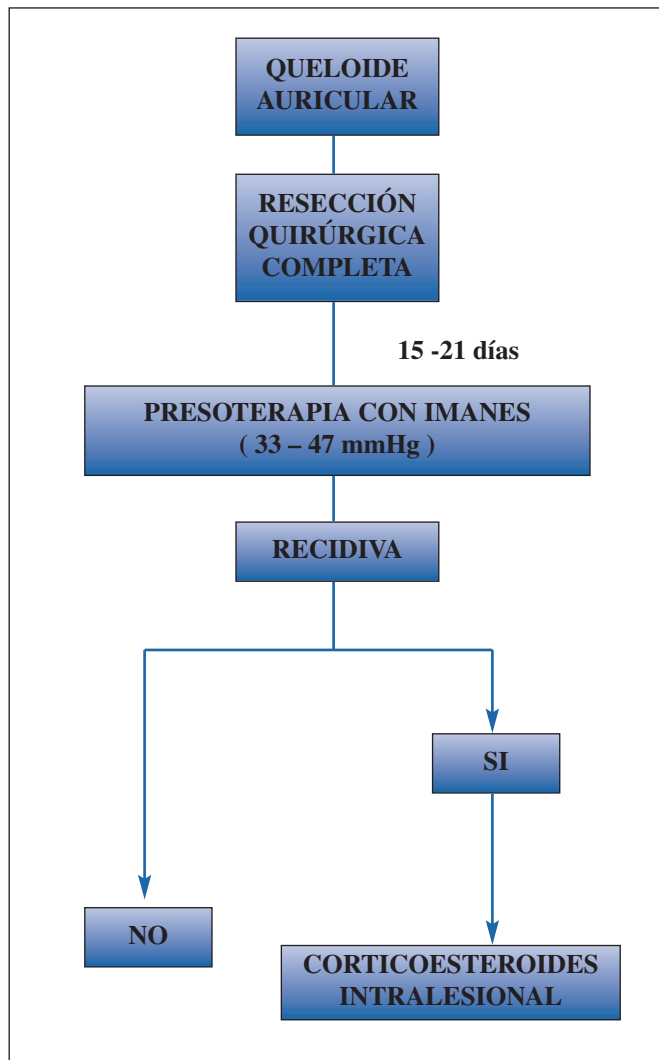 QUELOIDE
AURICULAR
RESECCIÓN
QUIRÚRGICA
COMPLETA
15 -21 días
PRESOTERAPIA CON IMANES
( 33 – 47 mmHg )
RECIDIVA
SI
NO
CORTICOESTEROIDES
INTRALESIONAL